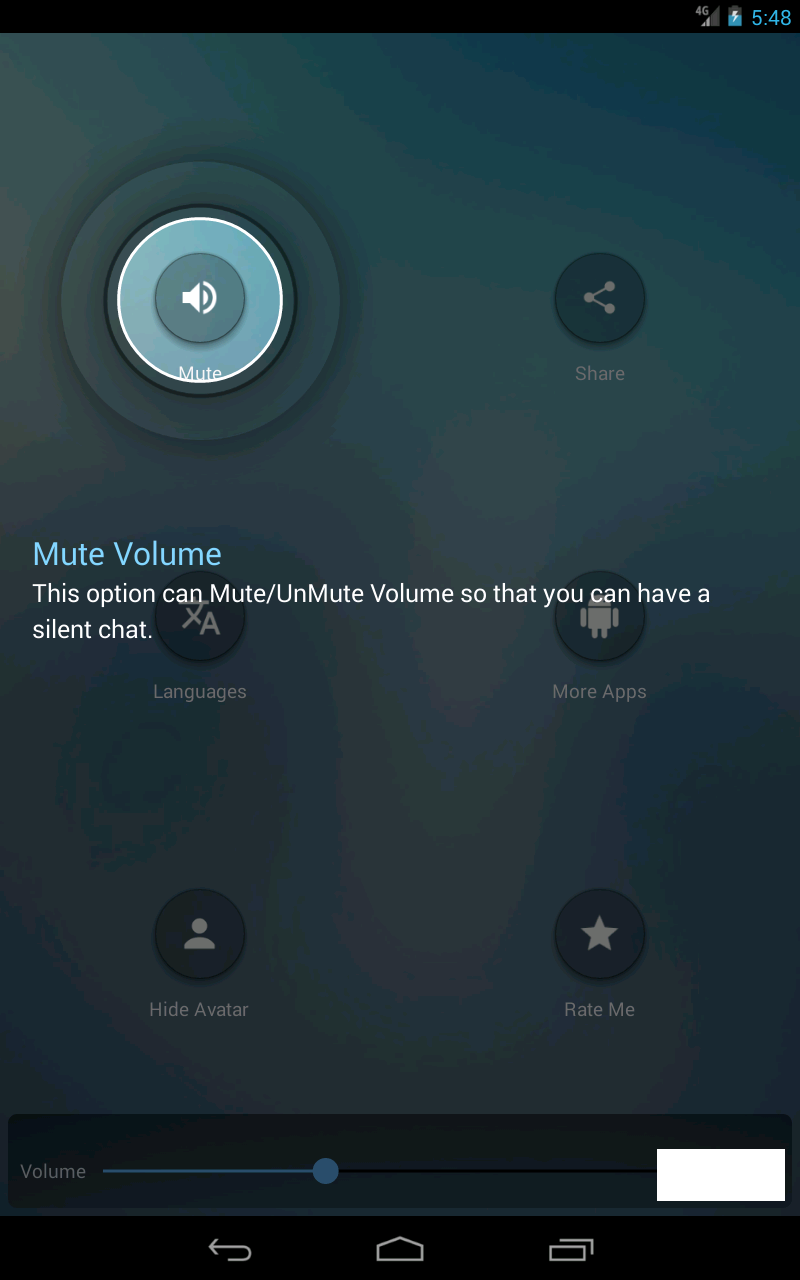 4G 5:48
Mute
Share
Mute Volume
This option can Mute/UnMute Volume so that you can have a
silent chat.
Languages
More Apps
Hide Avatar
Rate Me
Volume